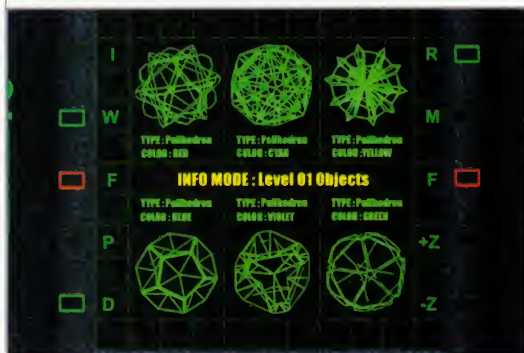 I
R
W
M
TYPE : Polihedron TYPE : Polihedron TYPE : Polihedron
COLOR : RED COLOR : CYAN COLOR : YELLOW
F INFO MODE : Level 01 Objects F
TYPE : Polihedron TYPE : Polihedron TYPE : Polihedron
COLOR : BLUE COLOR : VIOLET COLOR : GREEN
P +Z
D -Z